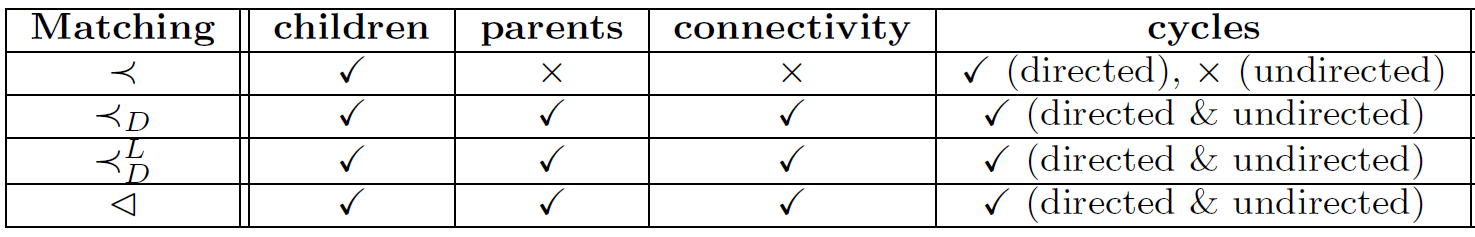 Matching children parents connectivity cycles
≺ ✓ × × ✓ (directed), × (undirected)
≺_D ✓ ✓ ✓ ✓ (directed & undirected)
≺_D^L ✓ ✓ ✓ ✓ (directed & undirected)
⊲ ✓ ✓ ✓ ✓ (directed & undirected)